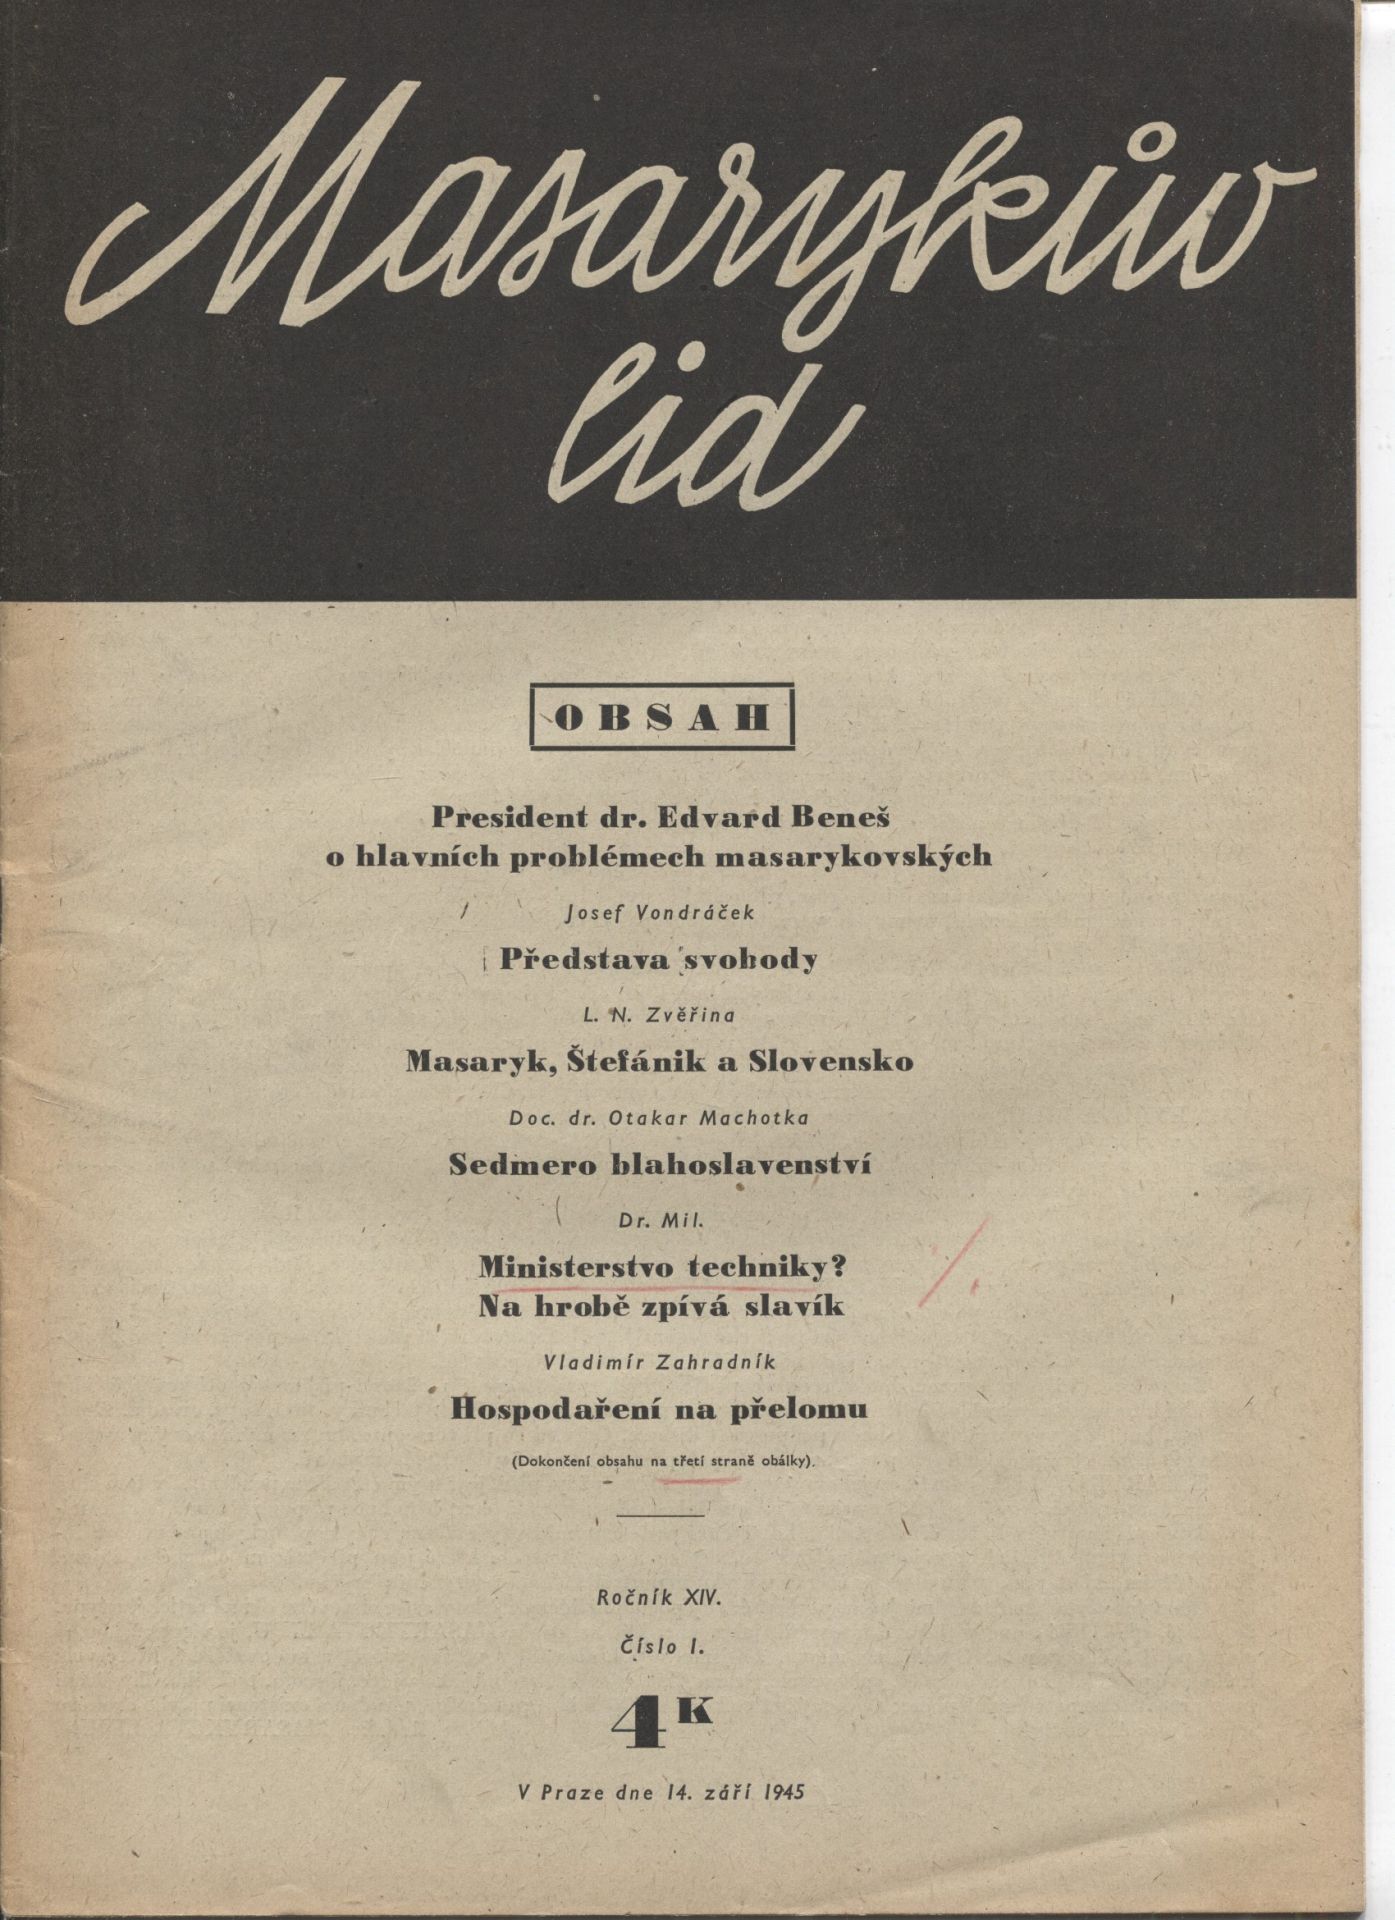 Masarykův
lid
OBSAH
President dr. Edvard Beneš
o hlavních problémech masarykovských
Josef Vondráček
Představa svobody
L. N. Zvěřina
Masaryk, Štefánik a Slovensko
Doc. dr. Otakar Machotka
Sedmero blahoslavenství
Dr. Mil.
Ministerstvo techniky?
Na hrobě zpívá slavík
Vladimír Zahradník
Hospodaření na přelomu
(Dokončení obsahu na třetí straně obálky).
Ročník XIV.
Číslo 1.
4 K
V Praze dne 14. září 1945